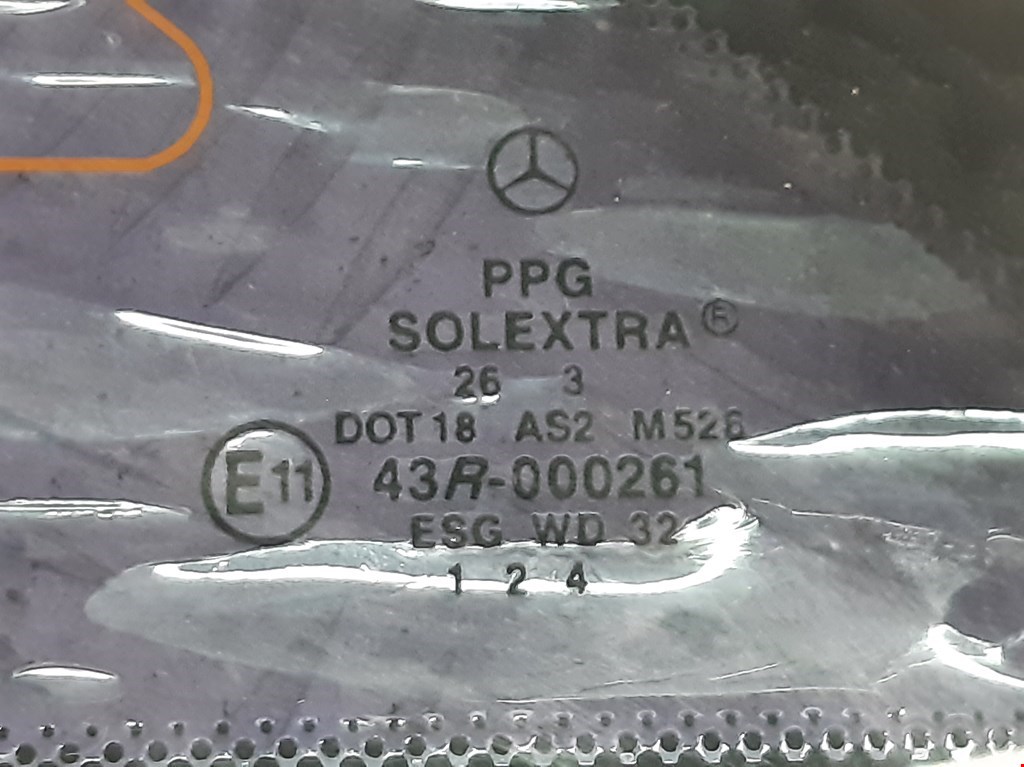 PPG
SOLEXTRA®
26 3
DOT 18 AS2 M526
E11 43R-000261
ESG WD 32
1 2 4